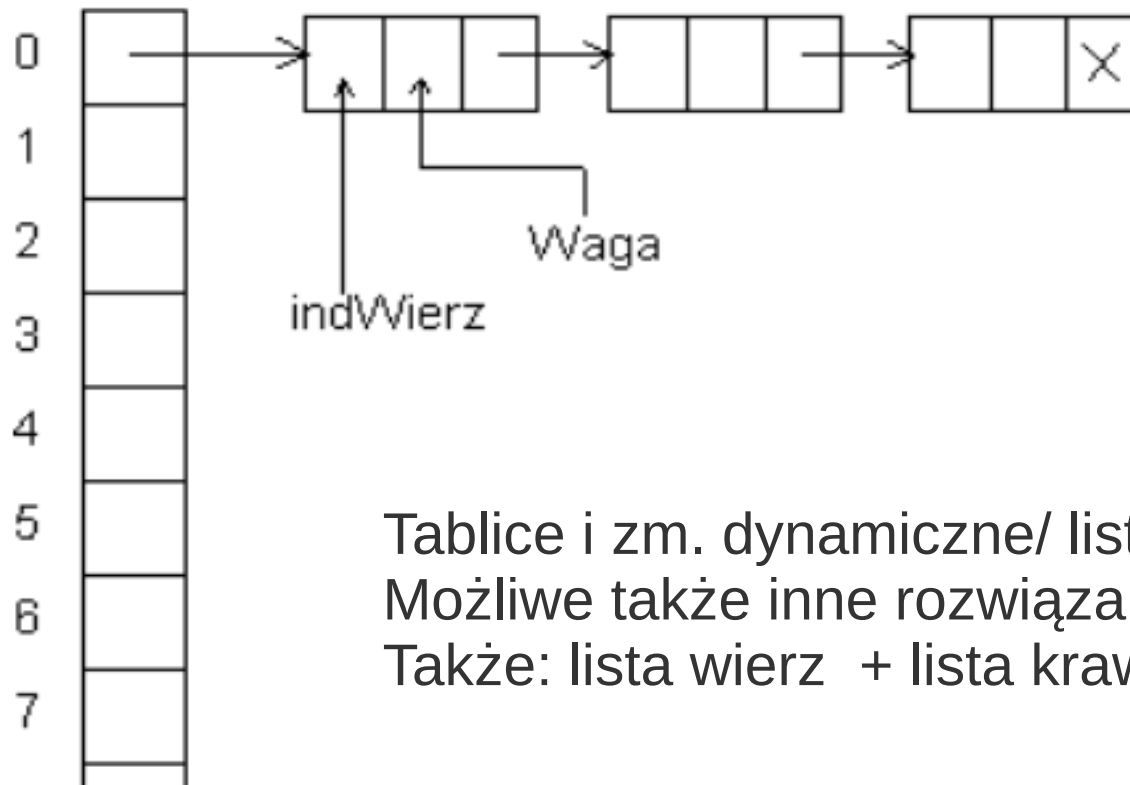 0
1
2
Waga
indWierz
3
4
5
Tablice i zm. dynamiczne/
6
Możliwe także inne
7
Także: lista wierz + lista